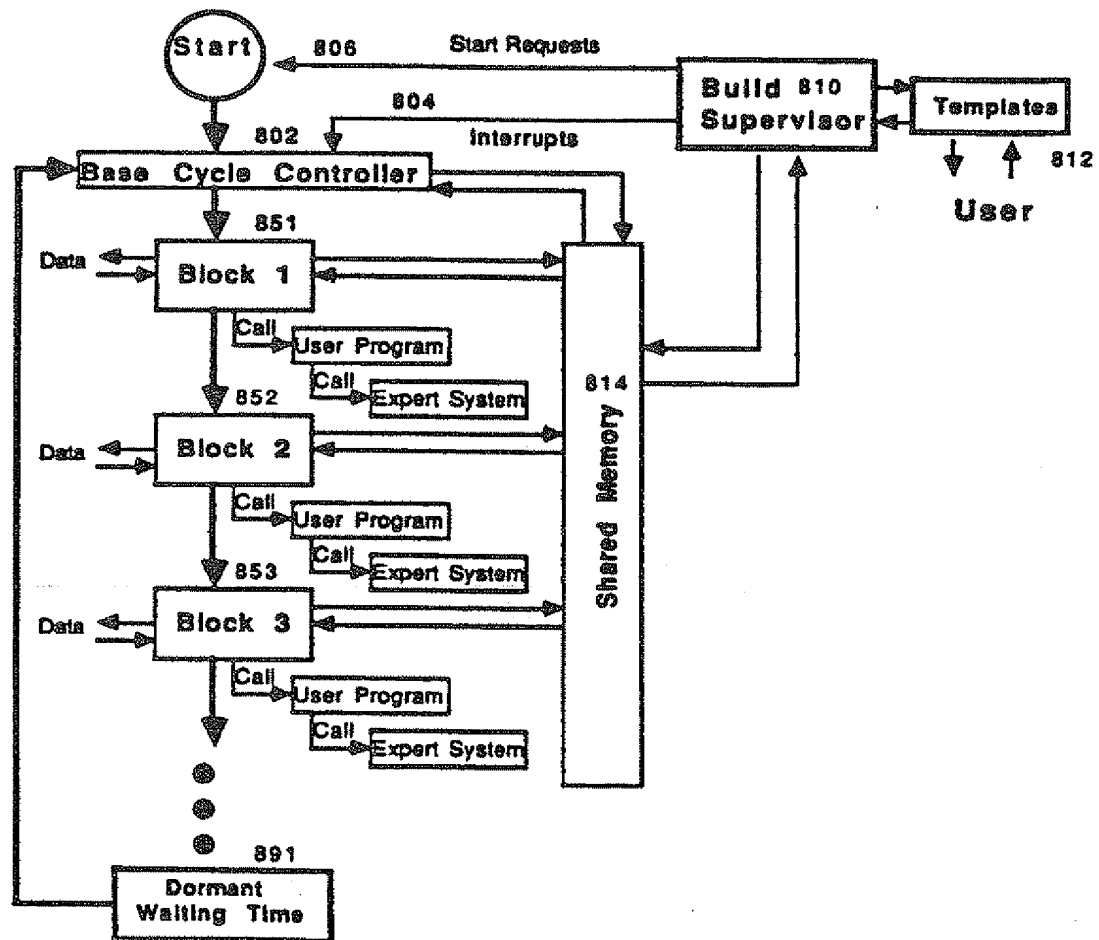 Start
806
Start Requests
Build 810
Supervisor
Templates
804
Interrupts
812
User
802
Base Cycle Controller
851
Data
Block 1
Call
User Program
Call
Expert System
814
Shared Memory
852
Data
Block 2
Call
User Program
Call
Expert System
853
Data
Block 3
Call
User Program
Call
Expert System
891
Dormant
Waiting Time